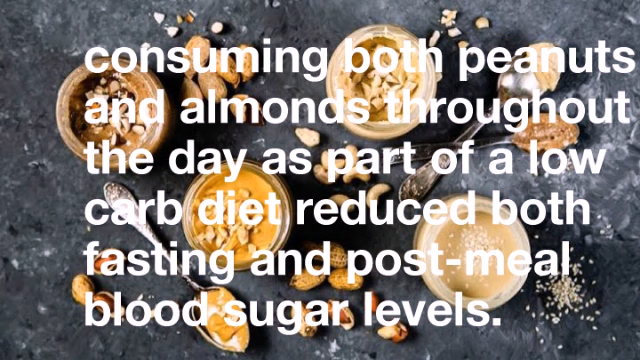 consuming both peanuts
and almonds throughout
the day as part of a low
carb diet reduced both
fasting and post-meal
blood sugar levels.